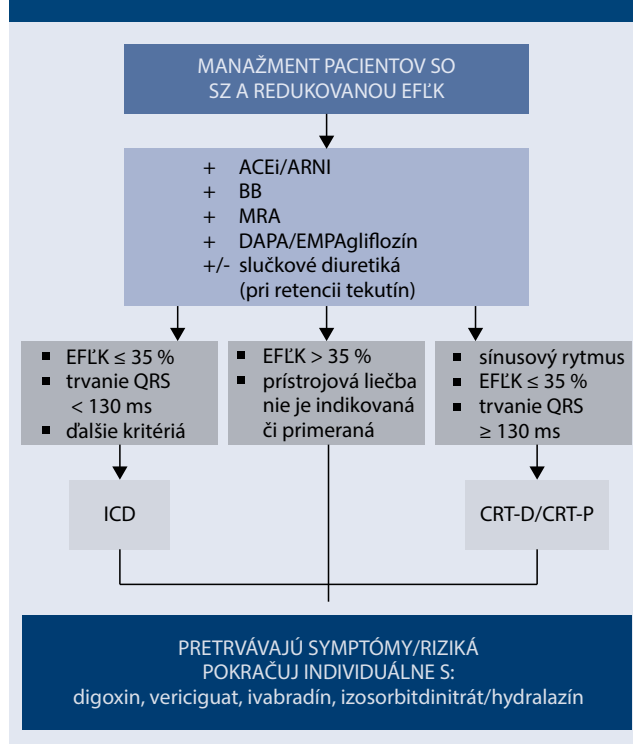 MANAŽMENT PACIENTOV SO
SZ A REDUKOVANOU EFĽK
+ ACEi/ARNI
+ BB
+ MRA
+ DAPA/EMPAgliflozín
+/- slučkové diuretiká
(pri retencii tekutín)
▪ EFĽK ≤ 35 %
▪ trvanie QRS
< 130 ms
▪ ďalšie kritériá
▪ EFĽK > 35 %
▪ prístrojová liečba
nie je indikovaná
či primeraná
▪ sínusový rytmus
▪ EFĽK ≤ 35 %
▪ trvanie QRS
≥ 130 ms
ICD
CRT-D/CRT-P
PRETRVÁVAJÚ SYMPTÓMY/RIZIKÁ
POKRAČUJ INDIVIDUÁLNE S:
digoxin, vericiguat, ivabradín, izosorbitdinitrát/hydralazín